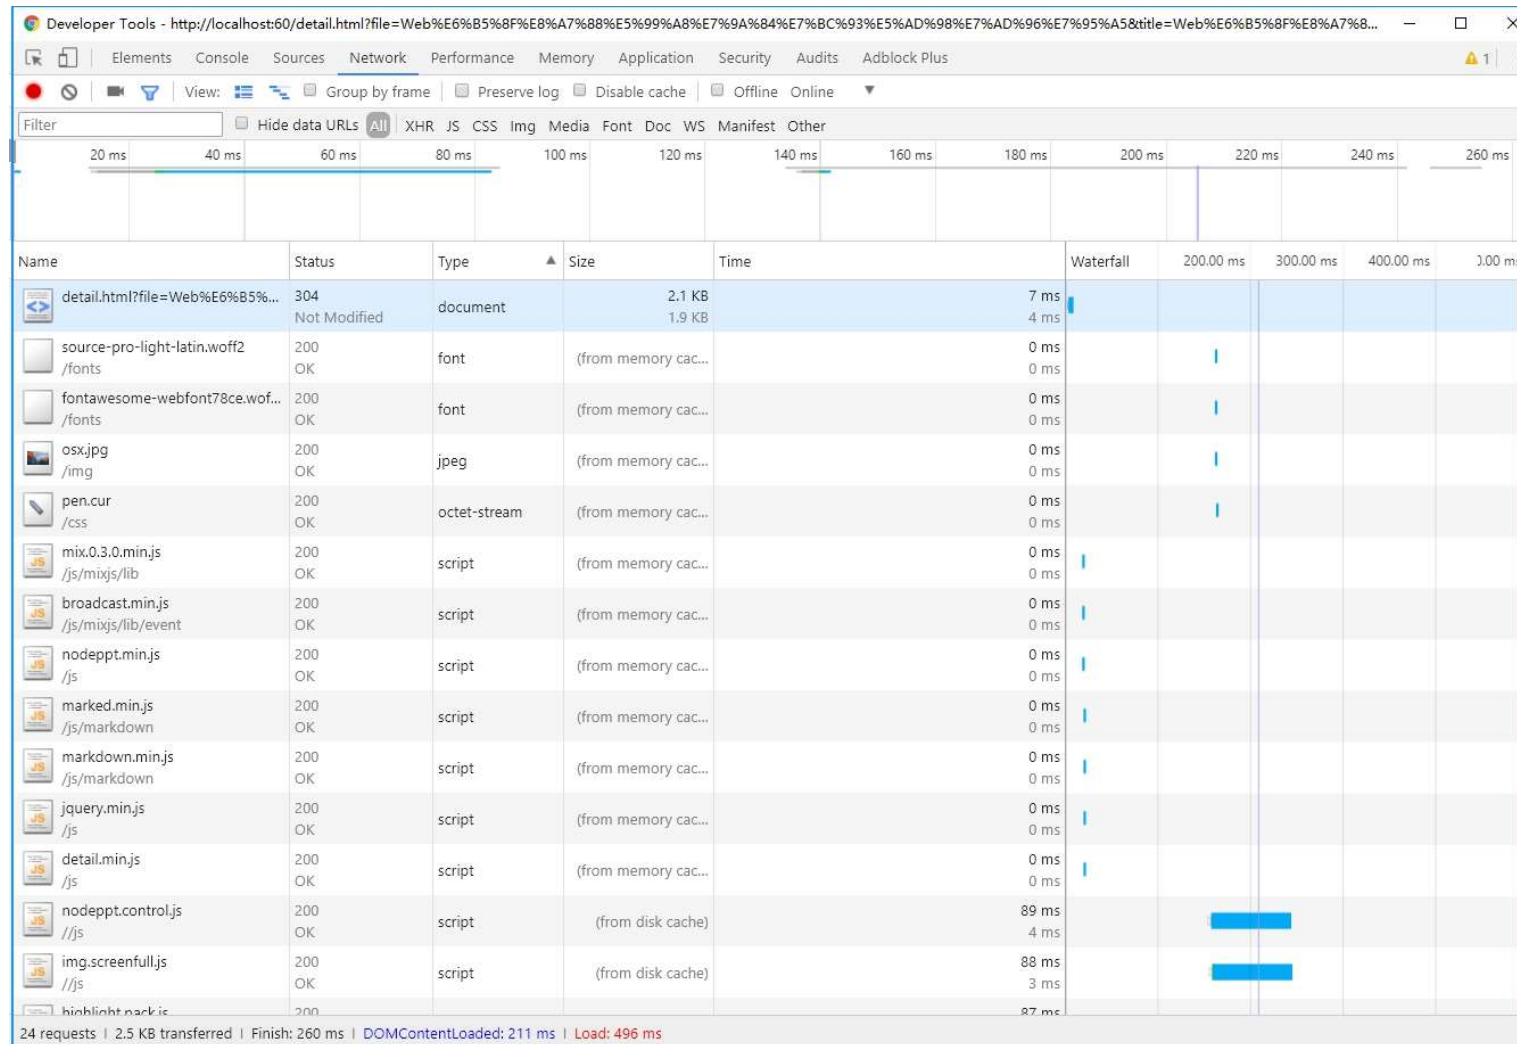 Developer Tools - http://localhost:60/detail.html?file=Web%E6%B5%8F%E8%A7%88%E5%99%A8%E7%9A%84%E7%BC%93%E5%AD%98%E7%AD%96%E7%95%A5&title=Web%E6%B5%8F%E8%A7%8...
Elements Console Sources Network Performance Memory Application Security Audits Adblock Plus 1
View: Group by frame Preserve log Disable cache Offline Online
Filter Hide data URLs All XHR JS CSS Img Media Font Doc WS Manifest Other
20 ms 40 ms 60 ms 80 ms 100 ms 120 ms 140 ms 160 ms 180 ms 200 ms 220 ms 240 ms 260 ms
Name Status Type Size Time Waterfall 200.00 ms 300.00 ms 400.00 ms
detail.html?file=Web%E6%B5%... 304 2.1 KB 7 ms
Not Modified document 1.9 KB 4 ms
source-pro-light-latin.woff2 200 0 ms
/fonts OK font (from memory cac... 0 ms
fontawesome-webfont78ce.wof... 200 0 ms
/fonts OK font (from memory cac... 0 ms
osx.jpg 200 0 ms
/img OK jpeg (from memory cac... 0 ms
pen.cur 200 0 ms
/css OK octet-stream (from memory cac... 0 ms
mix.0.3.0.min.js 200 0 ms
/js/mixjs/lib OK script (from memory cac... 0 ms
broadcast.min.js 200 0 ms
/js/mixjs/lib/event OK script (from memory cac... 0 ms
nodeppt.min.js 200 0 ms
/js OK script (from memory cac... 0 ms
marked.min.js 200 0 ms
/js/markdown OK script (from memory cac... 0 ms
markdown.min.js 200 0 ms
/js/markdown OK script (from memory cac... 0 ms
jquery.min.js 200 0 ms
/js OK script (from memory cac... 0 ms
detail.min.js 200 0 ms
/js OK script (from memory cac... 0 ms
nodeppt.control.js 200 89 ms
//js OK script (from disk cache) 4 ms
img.screenfull.js 200 88 ms
//js OK script (from disk cache) 3 ms
highlight.pack.js 200 87 ms
24 requests | 2.5 KB transferred | Finish: 260 ms | DOMContentLoaded: 211 ms | Load: 496 ms